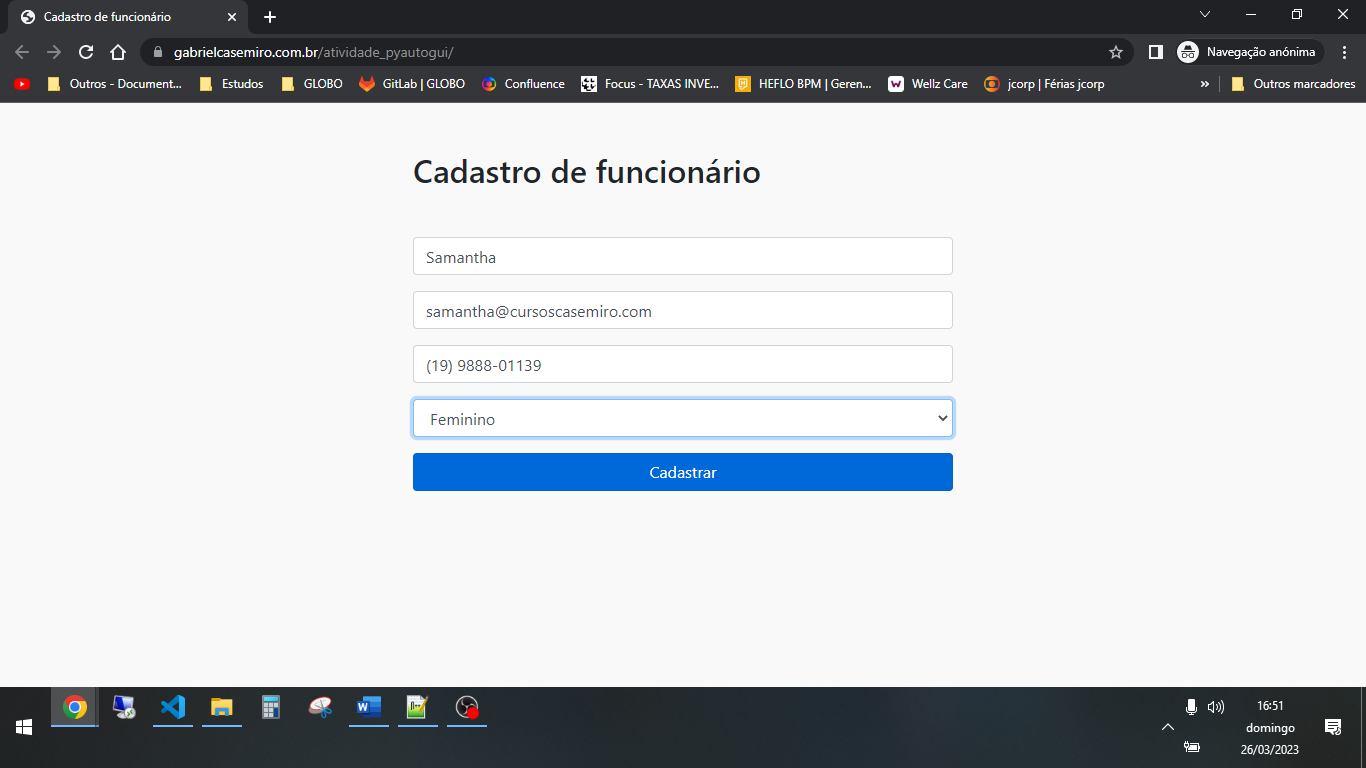 Cadastro de funcionário
gabrielcasemiro.com.br/atividade_pyautogui/
Navegação anónima
Outros - Document...
Estudos
GLOBO
GitLab | GLOBO
Confluence
Focus - TAXAS INVE...
HEFLO BPM | Geren...
Wellz Care
jcorp | Férias jcorp
»
Outros marcadores
Cadastro de funcionário
Samantha
samantha@cursoscasemiro.com
(19) 9888-01139
Feminino
Cadastrar
16:51
domingo
26/03/2023